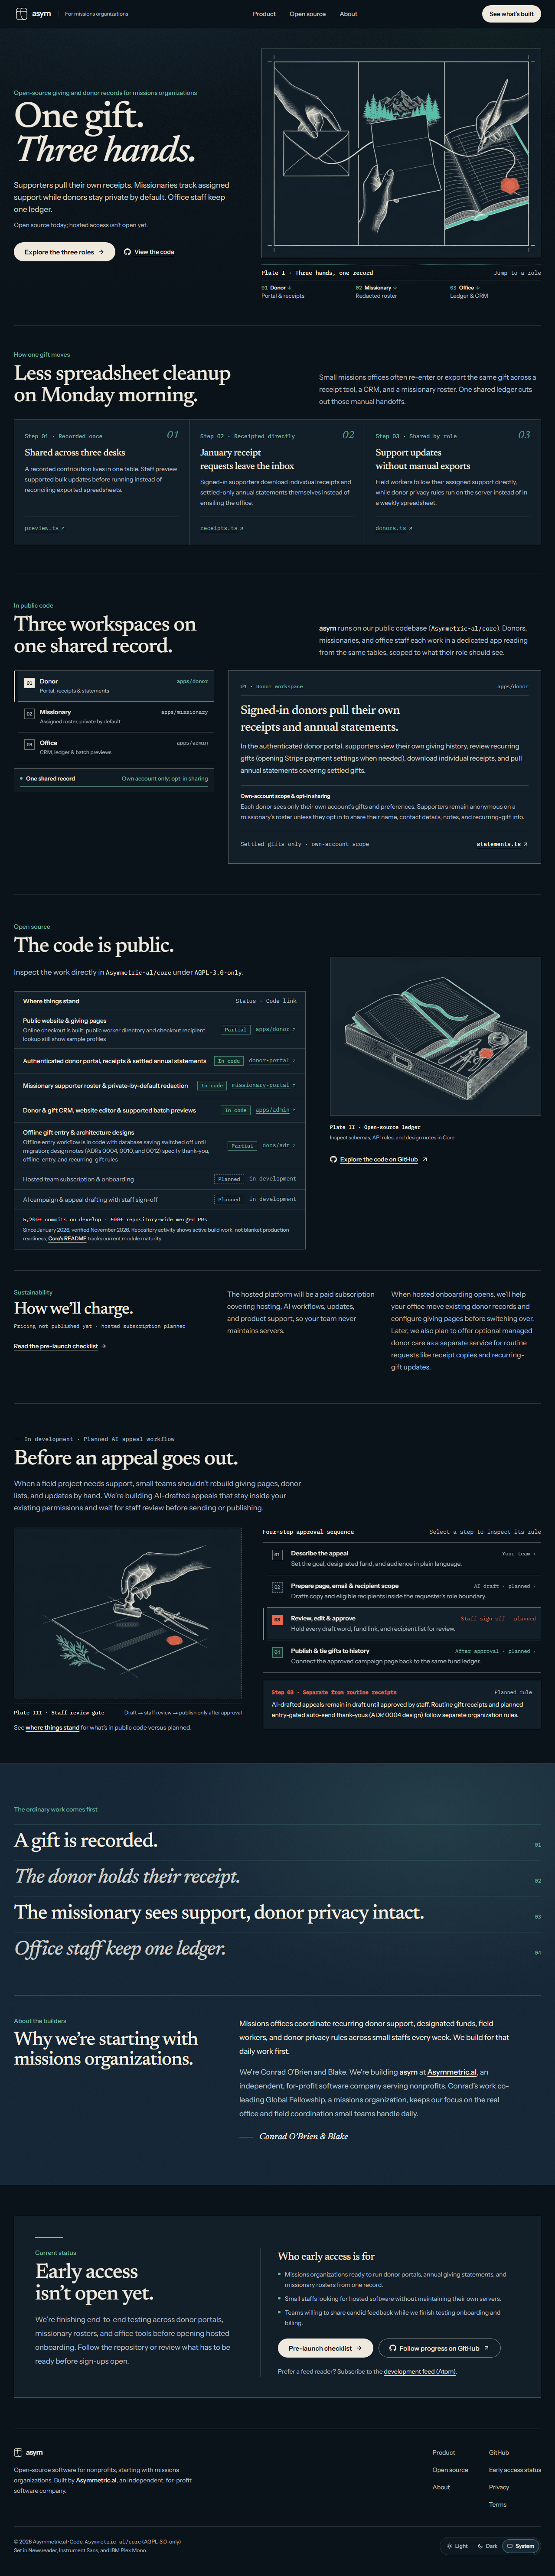 asym
For missions organizations
Product
Open source
About
See what's built
Open-source giving and donor records for missions organizations
One gift.
Three hands.
Supporters pull their own receipts. Missionaries track assigned
support while donors stay private by default. Office staff keep
one ledger.
Open source today; hosted access isn't open yet.
Explore the three roles →
View the code
Plate I · Three hands, one record
Jump to a role
01 Donor ↓
Portal & receipts
02 Missionary ↓
Redacted roster
03 Office ↓
Ledger & CRM
How one gift moves
Less spreadsheet cleanup
on Monday morning.
Small missions offices often re-enter or export the same gift across a
receipt tool, a CRM, and a missionary roster. One shared ledger cuts
out those manual handoffs.
Step 01 · Recorded once
01
Shared across three desks
A recorded contribution lives in one table. Staff preview
supported bulk updates before running instead of
reconciling exported spreadsheets.
preview.ts ↗
Step 02 · Receipted directly
02
January receipt
requests leave the inbox
Signed-in supporters download individual receipts and
settled-only annual statements themselves instead of
emailing the office.
receipts.ts ↗
Step 03 · Shared by role
03
Support updates
without manual exports
Field workers follow their assigned support directly,
while donor privacy rules run on the server instead of in
a weekly spreadsheet.
donors.ts ↗
In public code
Three workspaces on
one shared record.
asym runs on our public codebase (Asymmetric-al/core). Donors,
missionaries, and office staff each work in a dedicated app reading
from the same tables, scoped to what their role should see.
01
Donor
apps/donor
Portal, receipts & statements
02
Missionary
apps/missionary
Assigned roster, private by default
03
Office
apps/admin
CRM, ledger & batch previews
One shared record
Own account only; opt-in sharing
01 · Donor workspace
apps/donor
Signed-in donors pull their own
receipts and annual statements.
In the authenticated donor portal, supporters view their own giving history, review recurring
gifts (opening Stripe payment settings when needed), download individual receipts, and pull
annual statements covering settled gifts.
Own-account scope & opt-in sharing
Each donor sees only their own account's gifts and preferences. Supporters remain anonymous on a
missionary's roster unless they opt in to share their name, contact details, notes, and recurring-gift info.
Settled gifts only · own-account scope
statements.ts ↗
Open source
The code is public.
Inspect the work directly in Asymmetric-al/core under AGPL-3.0-only.
Where things stand
Status · Code link
Public website & giving pages
Online checkout is built; public worker directory and checkout recipient
lookup still show sample profiles
Partial
apps/donor ↗
Authenticated donor portal, receipts & settled annual statements
In code
donor-portal ↗
Missionary supporter roster & private-by-default redaction
In code
missionary-portal ↗
Donor & gift CRM, website editor & supported batch previews
In code
apps/admin ↗
Offline gift entry & architecture designs
Offline entry workflow is in code with database saving switched off until
migration; design notes (ADRs 0004, 0010, and 0012) specify thank-you,
offline-entry, and recurring-gift rules
Partial
docs/adr ↗
Hosted team subscription & onboarding
Planned
in development
AI campaign & appeal drafting with staff sign-off
Planned
in development
5,200+ commits on develop · 600+ repository-wide merged PRs
Since January 2026, verified November 2026. Repository activity shows active build work, not blanket production
readiness; Core's README tracks current module maturity.
Plate II · Open-source ledger
Inspect schemas, API rules, and design notes in Core
Explore the code on GitHub ↗
Sustainability
How we'll charge.
Pricing not published yet · hosted subscription planned
Read the pre-launch checklist →
The hosted platform will be a paid subscription
covering hosting, AI workflows, updates,
and product support, so your team never
maintains servers.
When hosted onboarding opens, we'll help
your office move existing donor records and
configure giving pages before switching over.
Later, we also plan to offer optional managed
donor care as a separate service for routine
requests like receipt copies and recurring-
gift updates.
In development · Planned AI appeal workflow
Before an appeal goes out.
When a field project needs support, small teams shouldn't rebuild giving pages, donor
lists, and updates by hand. We're building AI-drafted appeals that stay inside your
existing permissions and wait for staff review before sending or publishing.
Plate III · Staff review gate
Draft → staff review → publish only after approval
See where things stand for what's in public code versus planned.
Four-step approval sequence
Select a step to inspect its rule
01
Describe the appeal
Your team ›
Set the goal, designated fund, and audience in plain language.
02
Prepare page, email & recipient scope
AI draft · planned ›
Drafts copy and eligible recipients inside the requester's role boundary.
03
Review, edit & approve
Staff sign-off · planned
Hold every draft word, fund link, and recipient list for review.
04
Publish & tie gifts to history
After approval · planned ›
Connect the approved campaign page back to the same fund ledger.
Step 03 · Separate from routine receipts
Planned rule
AI-drafted appeals remain in draft until approved by staff. Routine gift receipts and planned
entry-gated auto-send thank-yous (ADR 0004 design) follow separate organization rules.
The ordinary work comes first
A gift is recorded.
01
The donor holds their receipt.
02
The missionary sees support, donor privacy intact.
03
Office staff keep one ledger.
04
About the builders
Why we're starting with
missions organizations.
Missions offices coordinate recurring donor support, designated funds, field
workers, and donor privacy rules across small staffs every week. We build for that
daily work first.
We're Conrad O'Brien and Blake. We're building asym at Asymmetric.al, an
independent, for-profit software company serving nonprofits. Conrad's work co-
leading Global Fellowship, a missions organization, keeps our focus on the real
office and field coordination small teams handle daily.
Conrad O'Brien & Blake
Current status
Early access
isn't open yet.
We're finishing end-to-end testing across donor portals,
missionary rosters, and office tools before opening hosted
onboarding. Follow the repository or review what has to be
ready before sign-ups open.
Who early access is for
Missions organizations ready to run donor portals, annual giving statements, and
missionary rosters from one record.
Small staffs looking for hosted software without maintaining their own servers.
Teams willing to share candid feedback while we finish testing onboarding and
billing.
Pre-launch checklist →
Follow progress on GitHub ↗
Prefer a feed reader? Subscribe to the development feed (Atom).
asym
Open-source software for nonprofits, starting with missions
organizations. Built by Asymmetric.al, an independent, for-profit
software company.
Product
GitHub
Open source
Early access status
About
Privacy
Terms
© 2026 Asymmetric.al · Code: Asymmetric-al/core (AGPL-3.0-only)
Set in Newsreader, Instrument Sans, and IBM Plex Mono.
Light
Dark
System